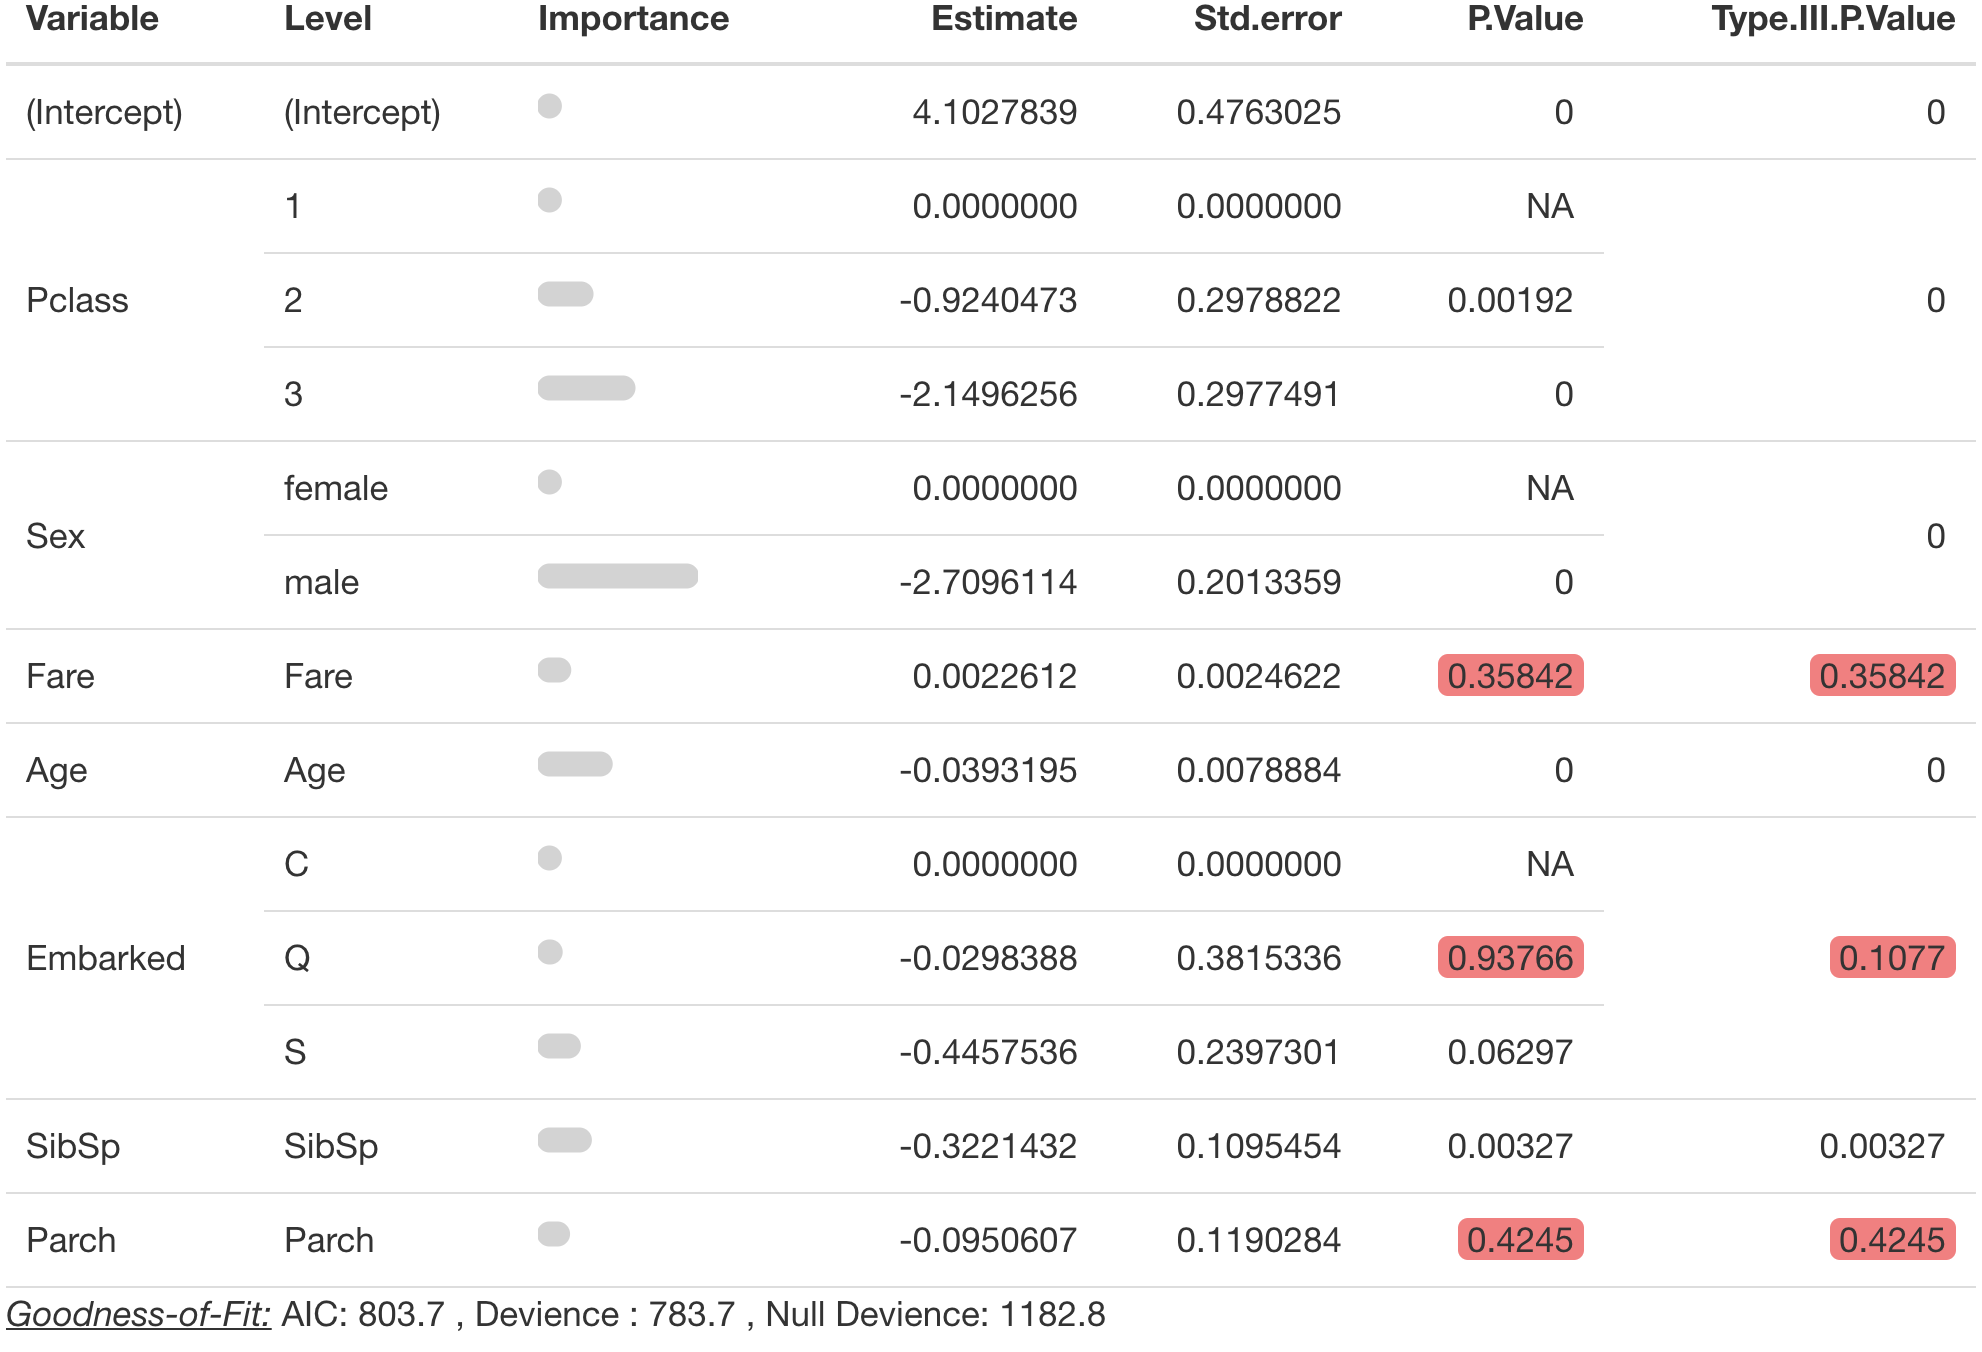 Variable Level Importance Estimate Std.error P.Value Type.III.P.Value
(Intercept) (Intercept) 4.1027839 0.4763025 0 0
1 0.0000000 0.0000000 NA
Pclass 2 -0.9240473 0.2978822 0.00192 0
3 -2.1496256 0.2977491 0
female 0.0000000 0.0000000 NA
Sex 0
male -2.7096114 0.2013359 0
Fare Fare 0.0022612 0.0024622 0.35842 0.35842
Age Age -0.0393195 0.0078884 0 0
C 0.0000000 0.0000000 NA
Embarked Q -0.0298388 0.3815336 0.93766 0.1077
S -0.4457536 0.2397301 0.06297
SibSp SibSp -0.3221432 0.1095454 0.00327 0.00327
Parch Parch -0.0950607 0.1190284 0.4245 0.4245
Goodness-of-Fit: AIC: 803.7 , Devience : 783.7 , Null Devience: 1182.8